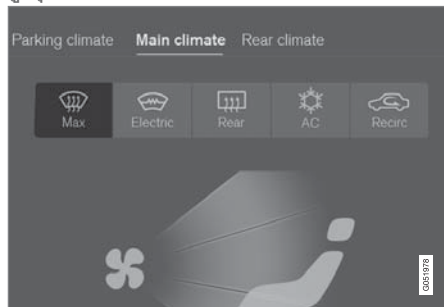 Parking climate Main climate Rear climate
Max Electric Rear AC Recirc
G051978